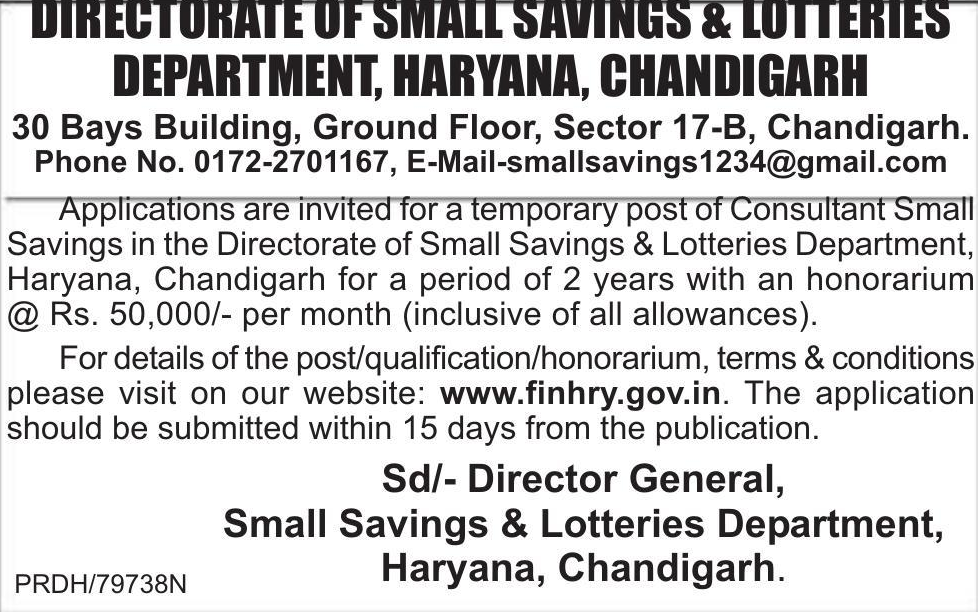 DIRECTORATE OF SMALL SAVINGS & LOTTERIES
DEPARTMENT, HARYANA, CHANDIGARH
30 Bays Building, Ground Floor, Sector 17-B, Chandigarh.
Phone No. 0172-2701167, E-Mail-smallsavings1234@gmail.com
Applications are invited for a temporary post of Consultant Small
Savings in the Directorate of Small Savings & Lotteries Department,
Haryana, Chandigarh for a period of 2 years with an honorarium
@ Rs. 50,000/- per month (inclusive of all allowances).
For details of the post/qualification/honorarium, terms & conditions
please visit on our website: www.finhry.gov.in. The application
should be submitted within 15 days from the publication.
Sd/- Director General,
Small Savings & Lotteries Department,
Haryana, Chandigarh.
PRDH/79738N